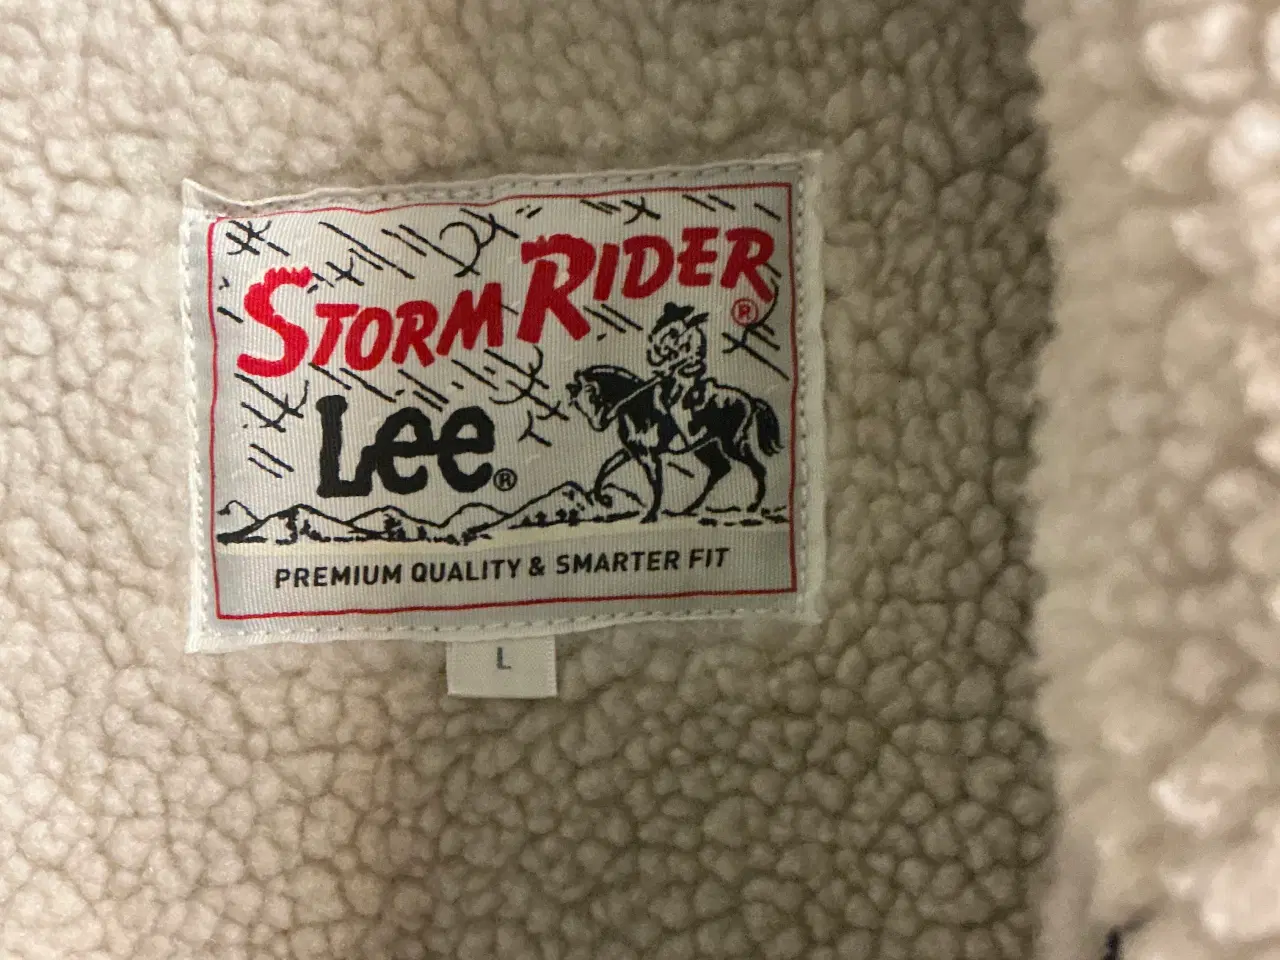 STORM RIDER ®
Lee ®
PREMIUM QUALITY & SMARTER FIT
L